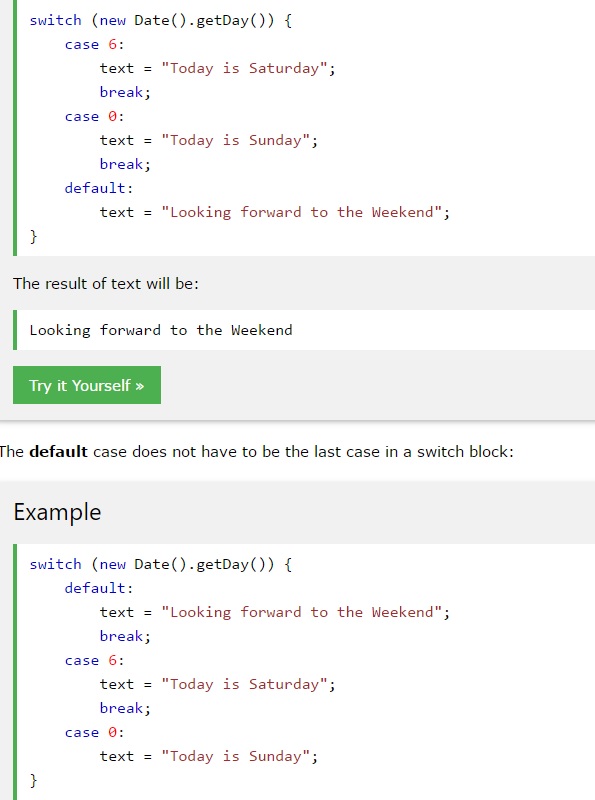 switch (new Date().getDay()) {
    case 6:
        text = "Today is Saturday";
        break;
    case 0:
        text = "Today is Sunday";
        break;
    default:
        text = "Looking forward to the Weekend";
}
The result of text will be:
Looking forward to the Weekend
Try it Yourself »
The default case does not have to be the last case in a switch block:
Example
switch (new Date().getDay()) {
    default:
        text = "Looking forward to the Weekend";
        break;
    case 6:
        text = "Today is Saturday";
        break;
    case 0:
        text = "Today is Sunday";
}